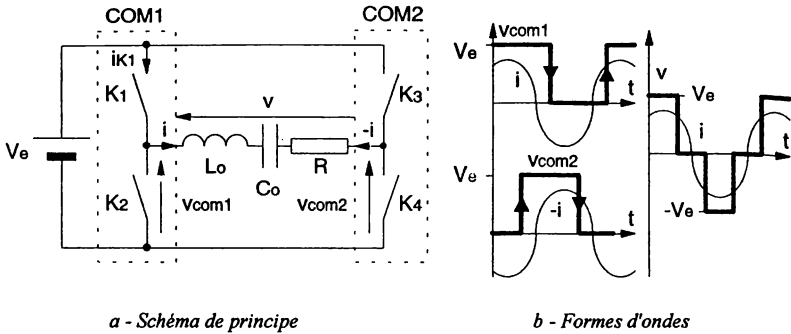 COM1
COM2
iK1
K1
K3
v
i
-i
Ve
Lo
Co
R
K2
Vcom1
Vcom2
K4
a - Schéma de principe
Vcom1
Ve
i
t
Vcom2
Ve
-i
t
v
Ve
i
t
-Ve
b - Formes d'ondes